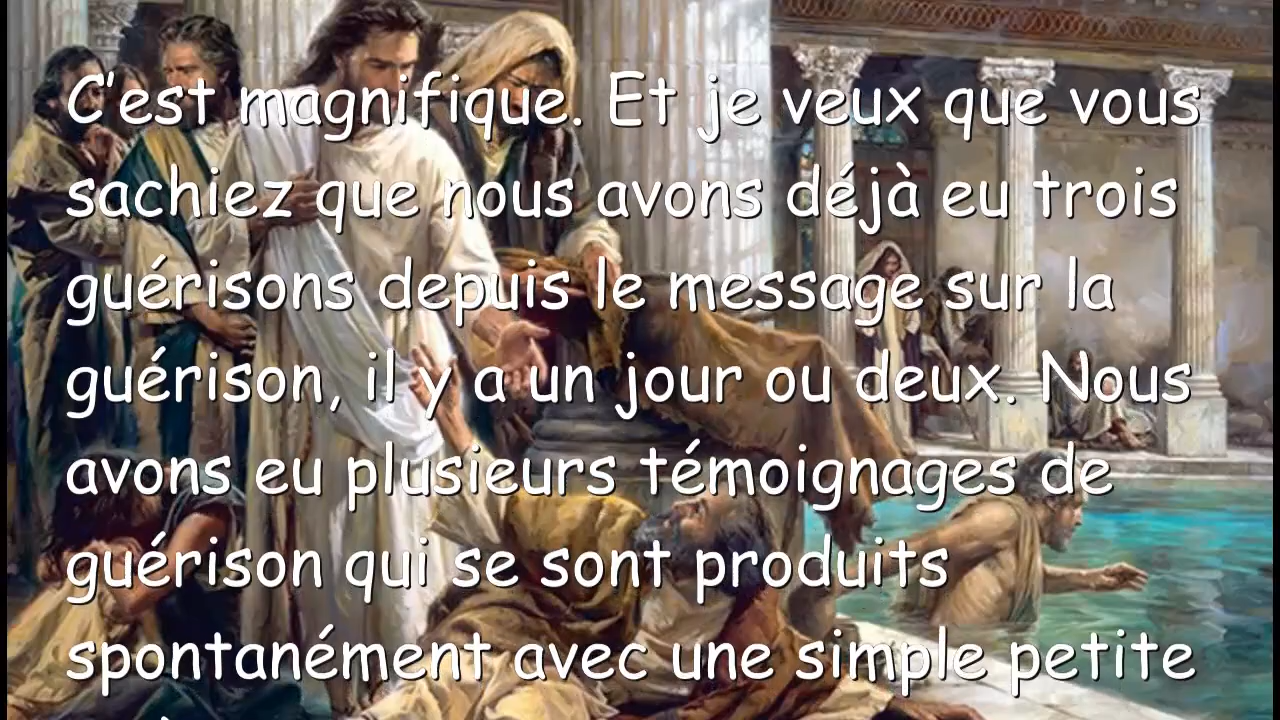 C'est magnifique. Et je veux que vous
sachiez que nous avons déjà eu trois
guérisons depuis le message sur la
guérison, il y a un jour ou deux. Nous
avons eu plusieurs témoignages de
guérison qui se sont produits
spontanément avec une simple petite